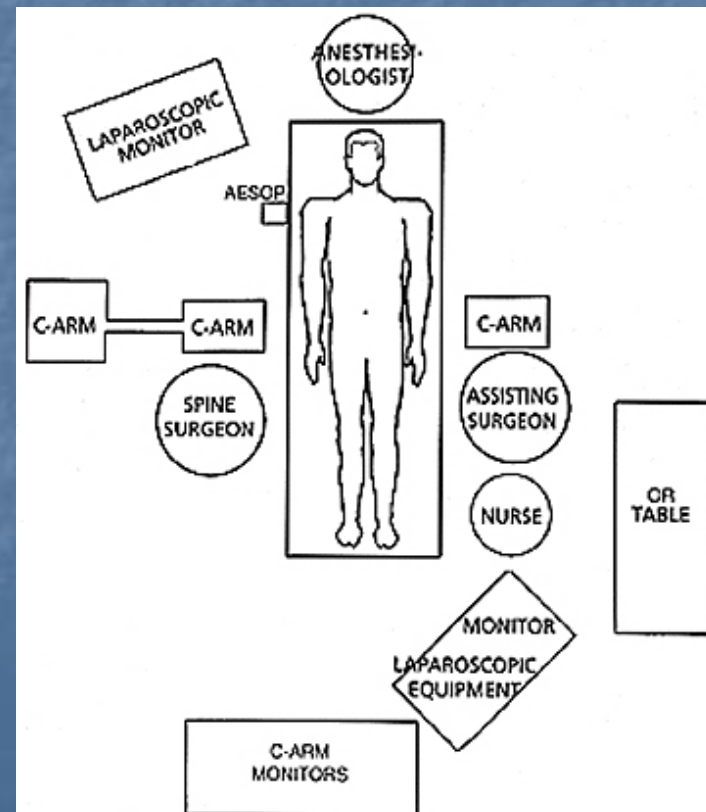 ANESTHESI-
OLOGIST
LAPAROSCOPIC
MONITOR
AESOP
C-ARM
C-ARM
C-ARM
SPINE
SURGEON
ASSISTING
SURGEON
NURSE
OR
TABLE
MONITOR
LAPAROSCOPIC
EQUIPMENT
C-ARM
MONITORS